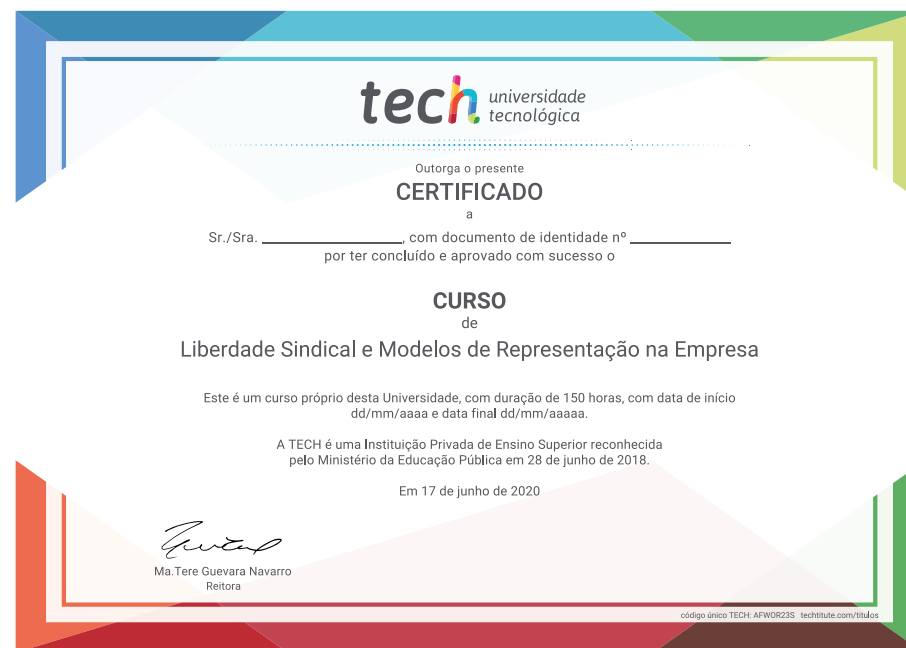 tech universidade
tecnológica
Outorga o presente
CERTIFICADO
a
Sr./Sra. ________________, com documento de identidade nº ____________
por ter concluído e aprovado com sucesso o
CURSO
de
Liberdade Sindical e Modelos de Representação na Empresa
Este é um curso próprio desta Universidade, com duração de 150 horas, com data de início
dd/mm/aaaa e data final dd/mm/aaaaa.
A TECH é uma Instituição Privada de Ensino Superior reconhecida
pelo Ministério da Educação Pública em 28 de junho de 2018.
Em 17 de junho de 2020
Ma.Tere Guevara Navarro
Reitora
código único TECH: AFWOR23S techtitute.com/titulos